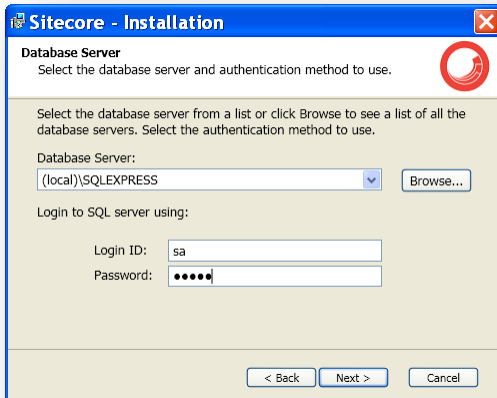 Sitecore - Installation
Database Server
Select the database server and authentication method to use.
Select the database server from a list or click Browse to see a list of all the
database servers. Select the authentication method to use.
Database Server:
(local)\SQLEXPRESS
Browse...
Login to SQL server using:
Login ID:
sa
Password:
●●●●●
< Back
Next >
Cancel